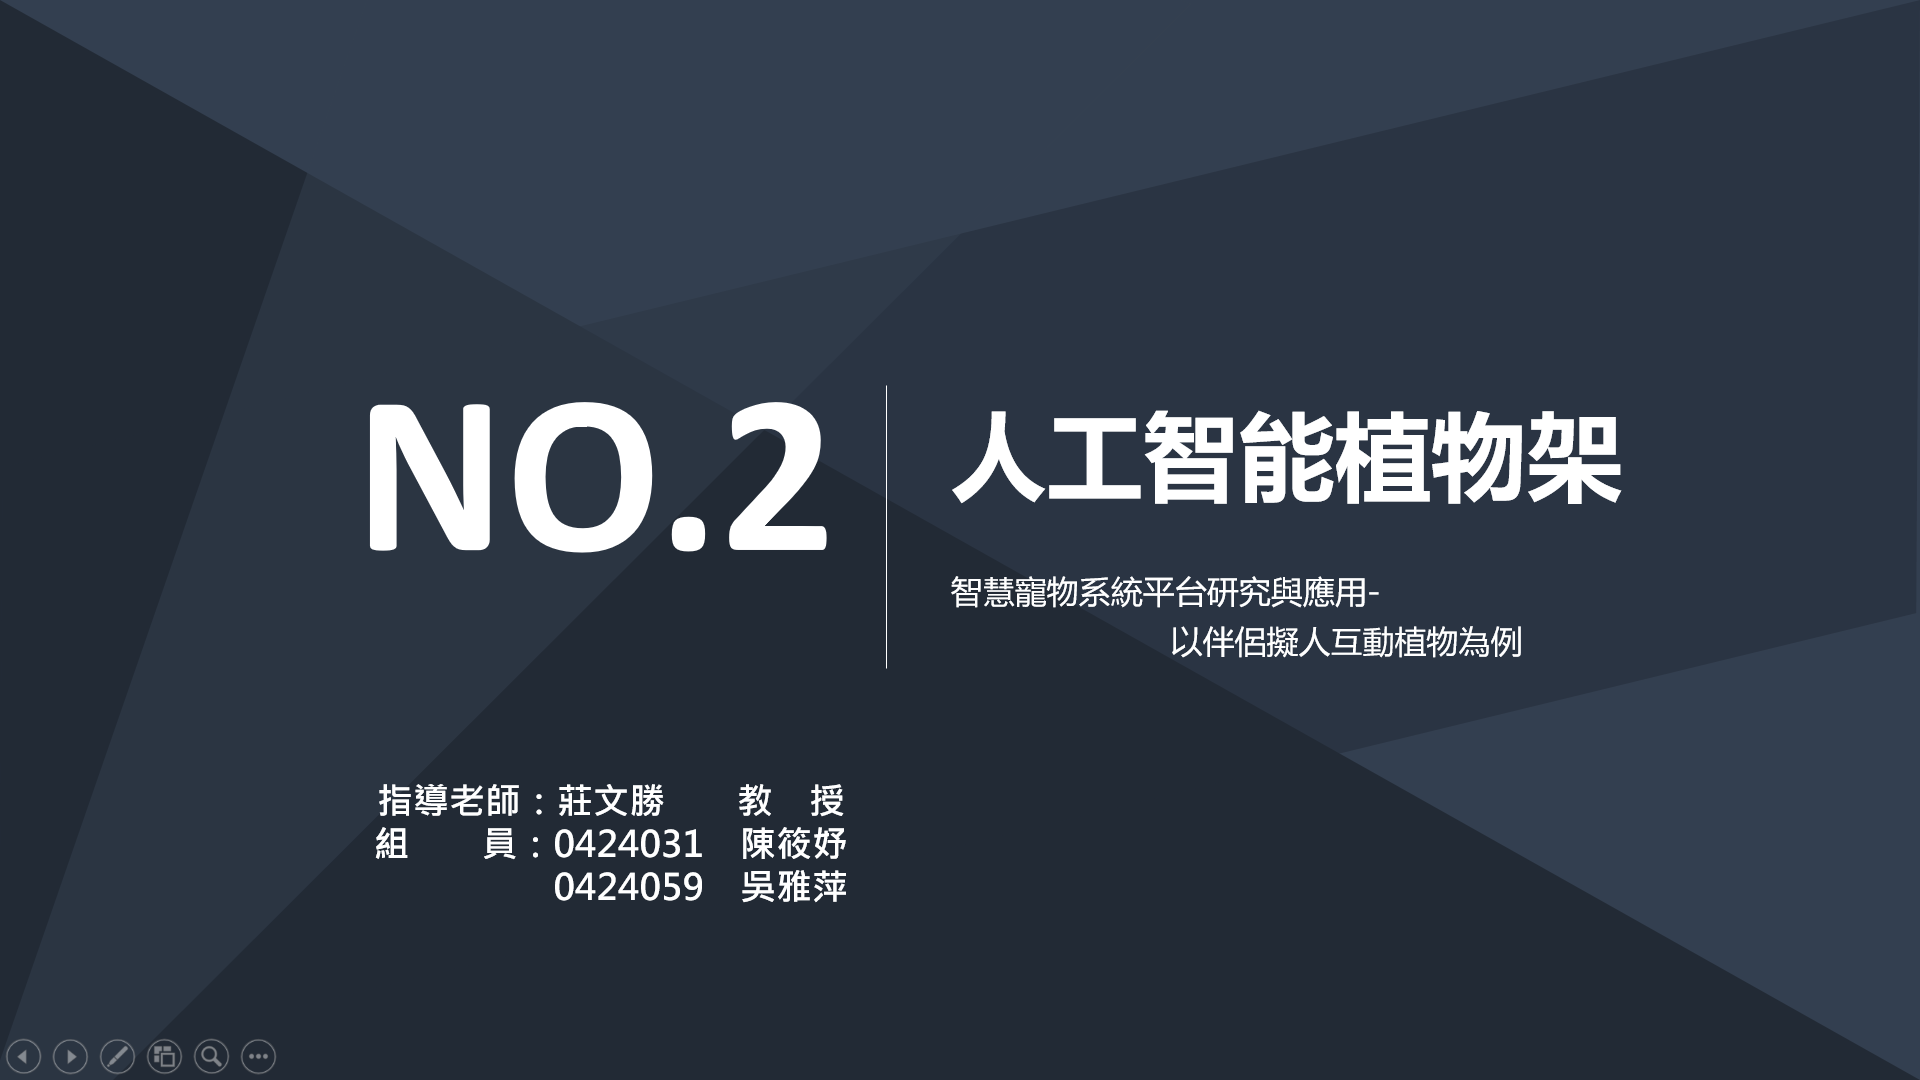 NO.2
人工智能植物架
智慧寵物系統平台研究與應用-
以伴侶擬人互動植物為例
指導老師：莊文勝　　教　授
組　　員：0424031　陳筱妤
0424059　吳雅萍